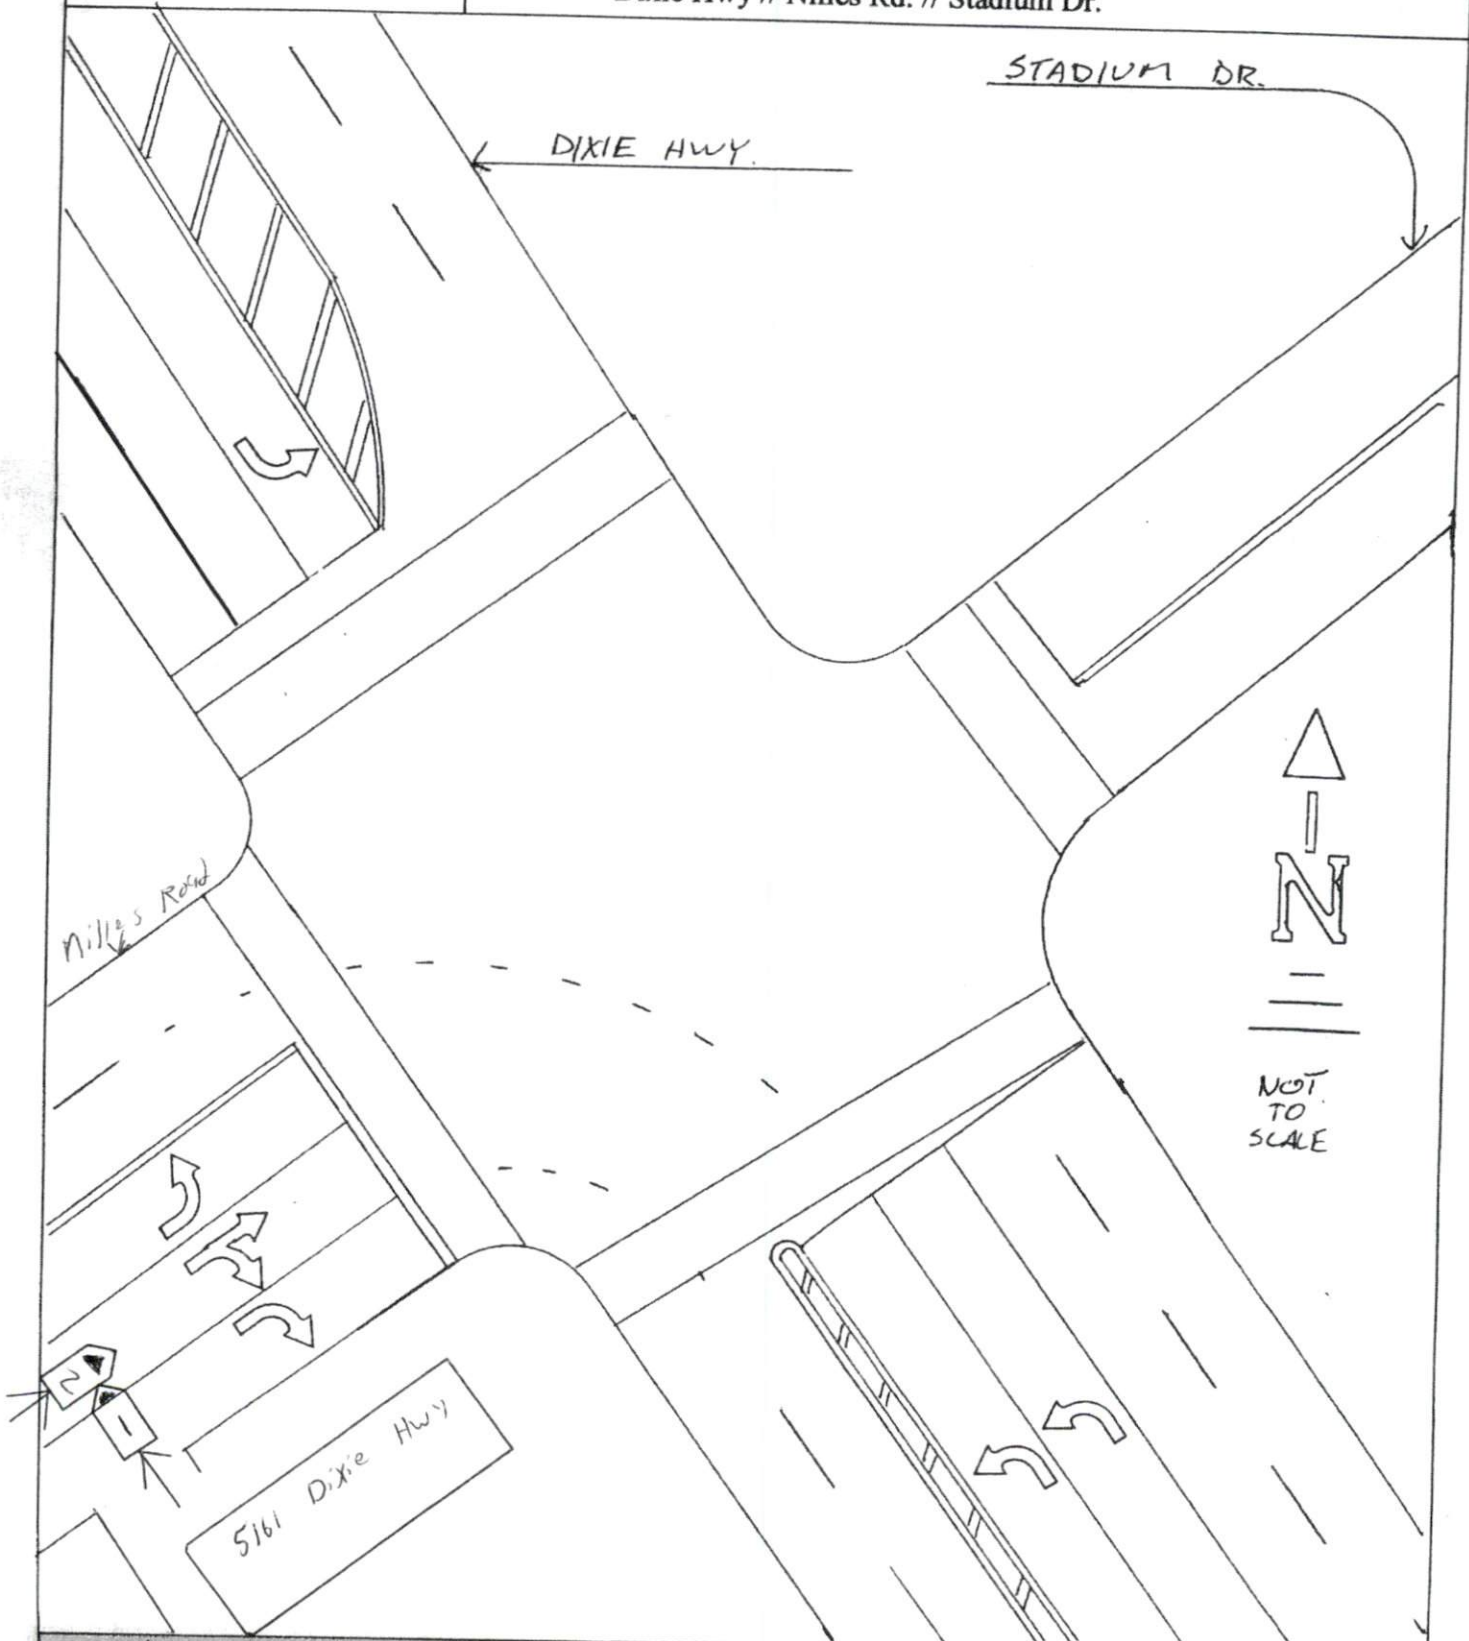 Dixie Hwy // Nilles Rd. // Stadium Dr.
STADIUM DR.
DIXIE HWY.
Nilles Road
N
NOT
TO
SCALE
2
1
5161 Dixie Hwy